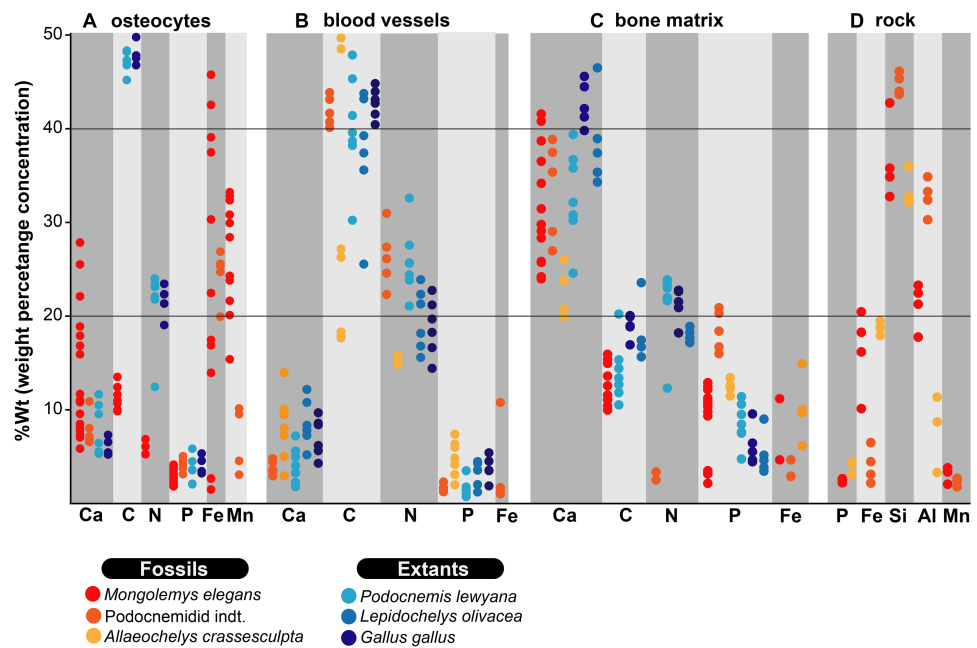 A osteocytes B blood vessels C bone matrix D rock
%Wt (weight percetange concentration)
50
40
30
20
10
Ca C N P Fe Mn Ca C N P Fe Ca C N P Fe P Fe Si Al Mn
Fossils Extants
Mongolemys elegans Podocnemis lewyana
Podocnemidid indt. Lepidochelys olivacea
Allaeochelys crassesculpta Gallus gallus